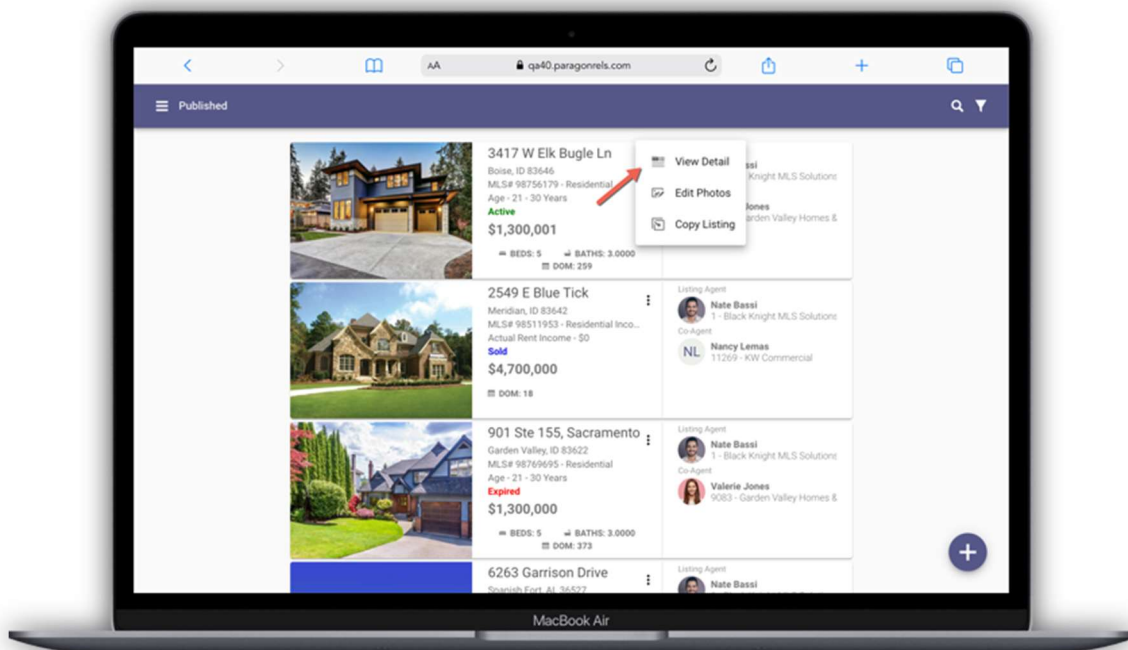 AA
qa40.paragonrels.com
Published
3417 W Elk Bugle Ln
Boise, ID 83646
MLS# 98756179 - Residential
Age - 21 - 30 Years
Active
$1,300,001
BEDS: 5 BATHS: 3.0000
DOM: 259
View Detail
Edit Photos
Copy Listing
ssi
Knight MLS Solutions
Jones
arden Valley Homes &
2549 E Blue Tick
Meridian, ID 83642
MLS# 98511953 - Residential Inco...
Actual Rent Income - $0
Sold
$4,700,000
DOM: 18
Listing Agent
Nate Bassi
1 - Black Knight MLS Solutions
Co-Agent
NL
Nancy Lemas
11269 - KW Commercial
901 Ste 155, Sacramento
Garden Valley, ID 83622
MLS# 98769695 - Residential
Age - 21 - 30 Years
Expired
$1,300,000
BEDS: 5 BATHS: 3.0000
DOM: 373
Listing Agent
Nate Bassi
1 - Black Knight MLS Solutions
Co-Agent
Valerie Jones
9083 - Garden Valley Homes &
6263 Garrison Drive
Spanish Fort, AL 36527
Listing Agent
Nate Bassi
MacBook Air